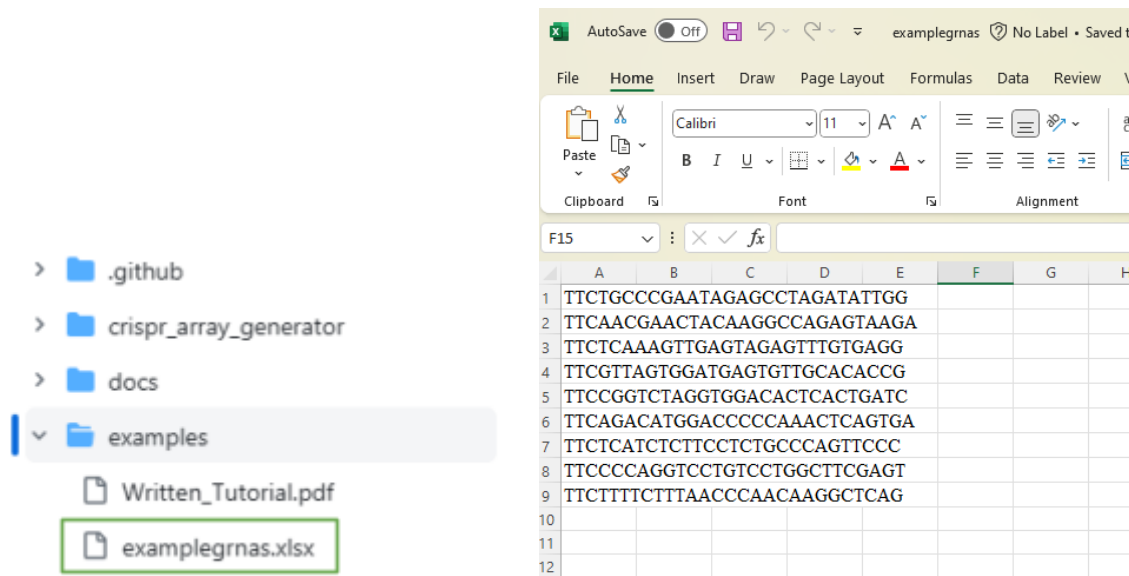 .github
crispr_array_generator
docs
examples
Written_Tutorial.pdf
examplegrnas.xlsx
AutoSave Off examplegrnas No Label • Saved t
File Home Insert Draw Page Layout Formulas Data Review
Calibri 11 A A
Paste B I U A
Clipboard Font Alignment
F15 fx
A B C D E F G H
1 TTCTGCCCGAATAGAGCCTAGATATTGG
2 TTCAACGAACTACAAGGCCAGAGTAAGA
3 TTCTCAAAGTTGAGTAGAGTTTGTGAGG
4 TTCGTTAGTGGATGAGTGTTGCACACCG
5 TTCCGGTCTAGGTGGACACTCACTGATC
6 TTCAGACATGGACCCCCAAACTCAGTGA
7 TTCTCATCTCTTCCTCTGCCCAGTTCCC
8 TTCCCCAGGTCCTGTCCTGGCTTCGAGT
9 TTCTTTTCTTTAACCCAACAAGGCTCAG
10
11
12